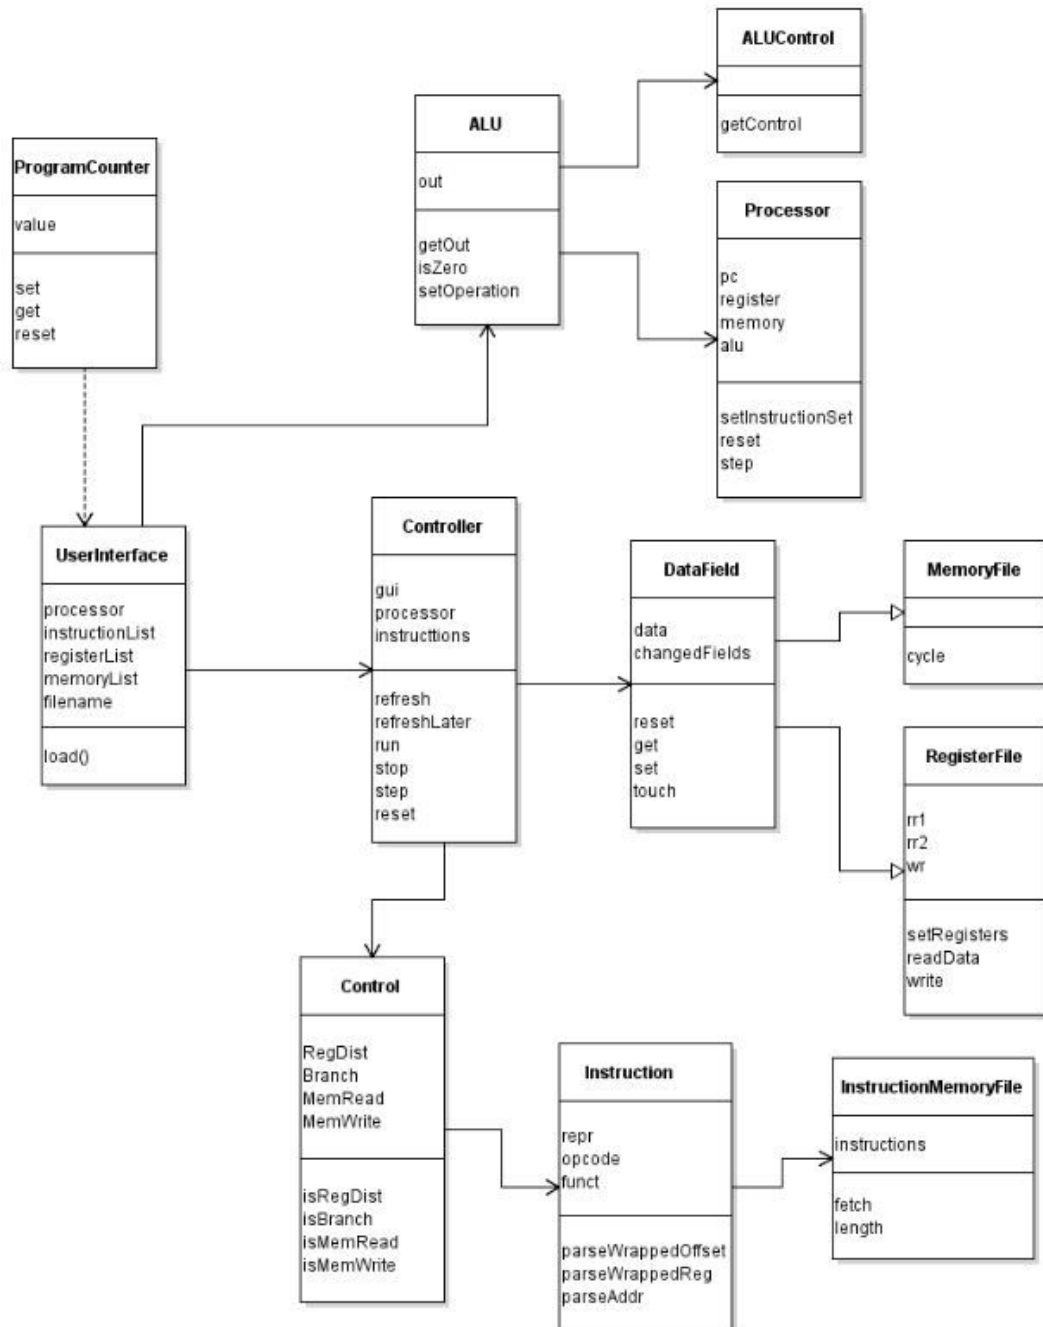 ALUControl
getControl
ALU
out
getOut
isZero
setOperation
ProgramCounter
value
set
get
reset
Processor
pc
register
memory
alu
setInstructionSet
reset
step
UserInterface
processor
instructionList
registerList
memoryList
filename
load()
Controller
gui
processor
instructtions
refresh
refreshLater
run
stop
step
reset
DataField
data
changedFields
reset
get
set
touch
MemoryFile
cycle
RegisterFile
rr1
rr2
wr
setRegisters
readData
write
Control
RegDist
Branch
MemRead
MemWrite
isRegDist
isBranch
isMemRead
isMemWrite
Instruction
repr
opcode
funct
parseWrappedOffset
parseWrappedReg
parseAddr
InstructionMemoryFile
instructions
fetch
length